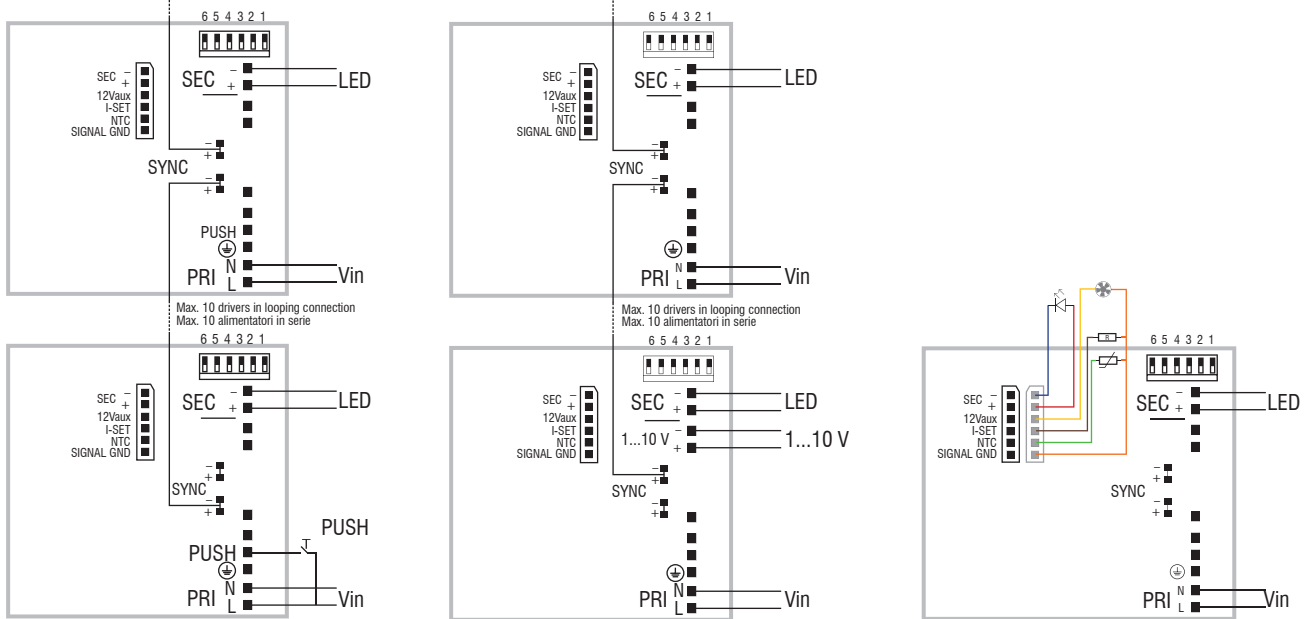 6 5 4 3 2 1
SEC - +
12Vaux
I-SET
NTC
SIGNAL GND
SEC - +
LED
- +
SYNC
- +
PUSH
N
PRI
L
Vin
Max. 10 drivers in looping connection
Max. 10 alimentatori in serie
6 5 4 3 2 1
SEC - +
12Vaux
I-SET
NTC
SIGNAL GND
SEC - +
LED
- +
SYNC
- +
PUSH
PUSH
N
PRI
L
Vin
6 5 4 3 2 1
SEC - +
12Vaux
I-SET
NTC
SIGNAL GND
SEC - +
LED
- +
SYNC
- +
N
PRI
L
Vin
Max. 10 drivers in looping connection
Max. 10 alimentatori in serie
6 5 4 3 2 1
SEC - +
12Vaux
I-SET
NTC
SIGNAL GND
SEC - +
LED
1...10 V - +
1...10 V
- +
SYNC
- +
N
PRI
L
Vin
R
6 5 4 3 2 1
SEC - +
12Vaux
I-SET
NTC
SIGNAL GND
SEC - +
LED
- +
SYNC
- +
N
PRI
L
Vin